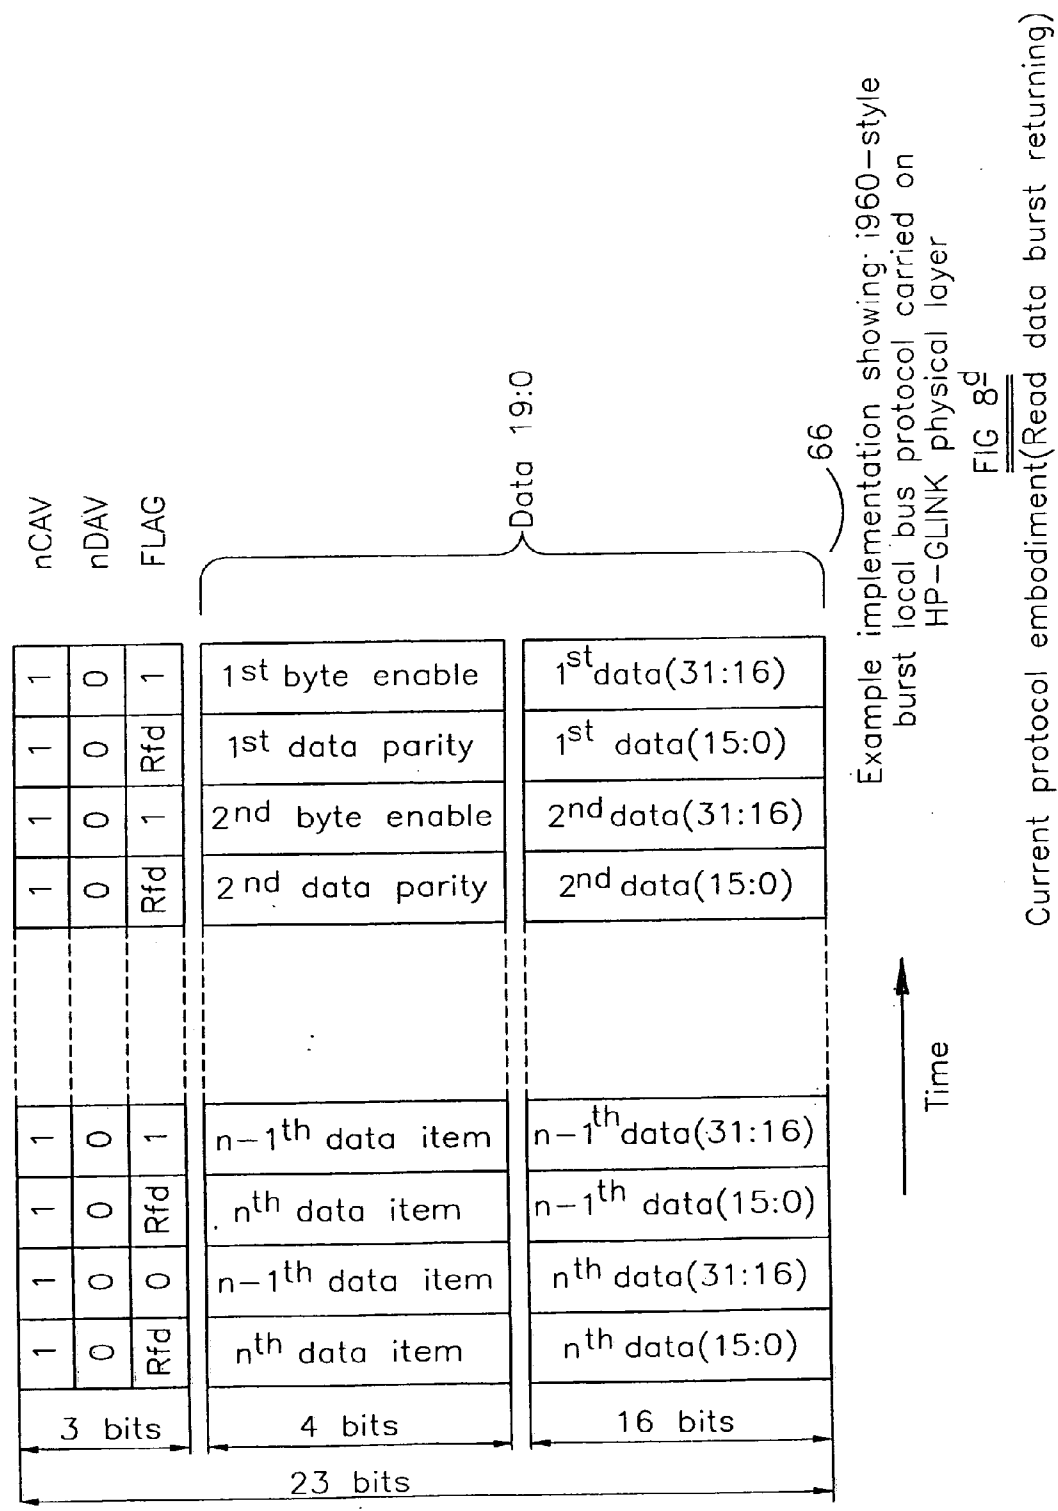 nCAV
nDAV
FLAG
1 0 1 1st byte enable 1st data(31:16)
1 0 Rfd 1st data parity 1st data(15:0)
1 0 1 2nd byte enable 2nd data(31:16)
1 0 Rfd 2nd data parity 2nd data(15:0)
1 0 1 n-1th data item n-1th data(31:16)
1 0 Rfd nth data item n-1th data(15:0)
1 0 0 n-1th data item nth data(31:16)
1 0 Rfd nth data item nth data(15:0)
3 bits
4 bits
16 bits
23 bits
Data 19:0
66
Time
Example implementation showing i960-style
burst local bus protocol carried on
HP-GLINK physical layer
FIG 8d
Current protocol embodiment(Read data burst returning)